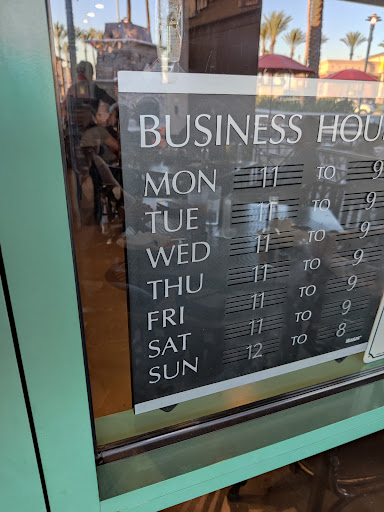 BUSINESS HOU
MON 11 TO 9
TUE 11 TO 9
WED 11 TO 9
THU 11 TO 9
FRI 11 TO 9
SAT 11 TO 9
SUN 12 TO 8